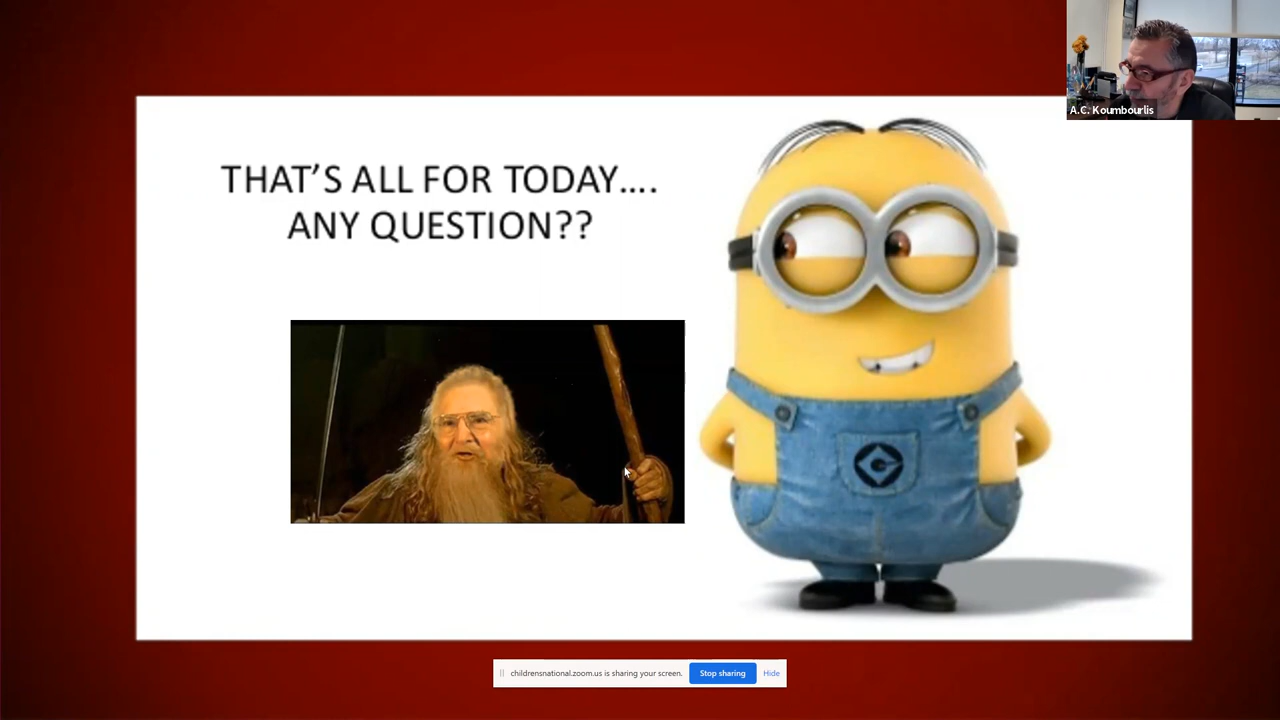 A.C. Koumbourlis
THAT'S ALL FOR TODAY....
ANY QUESTION??
childrensnational.zoom.us is sharing your screen.
Stop sharing
Hide